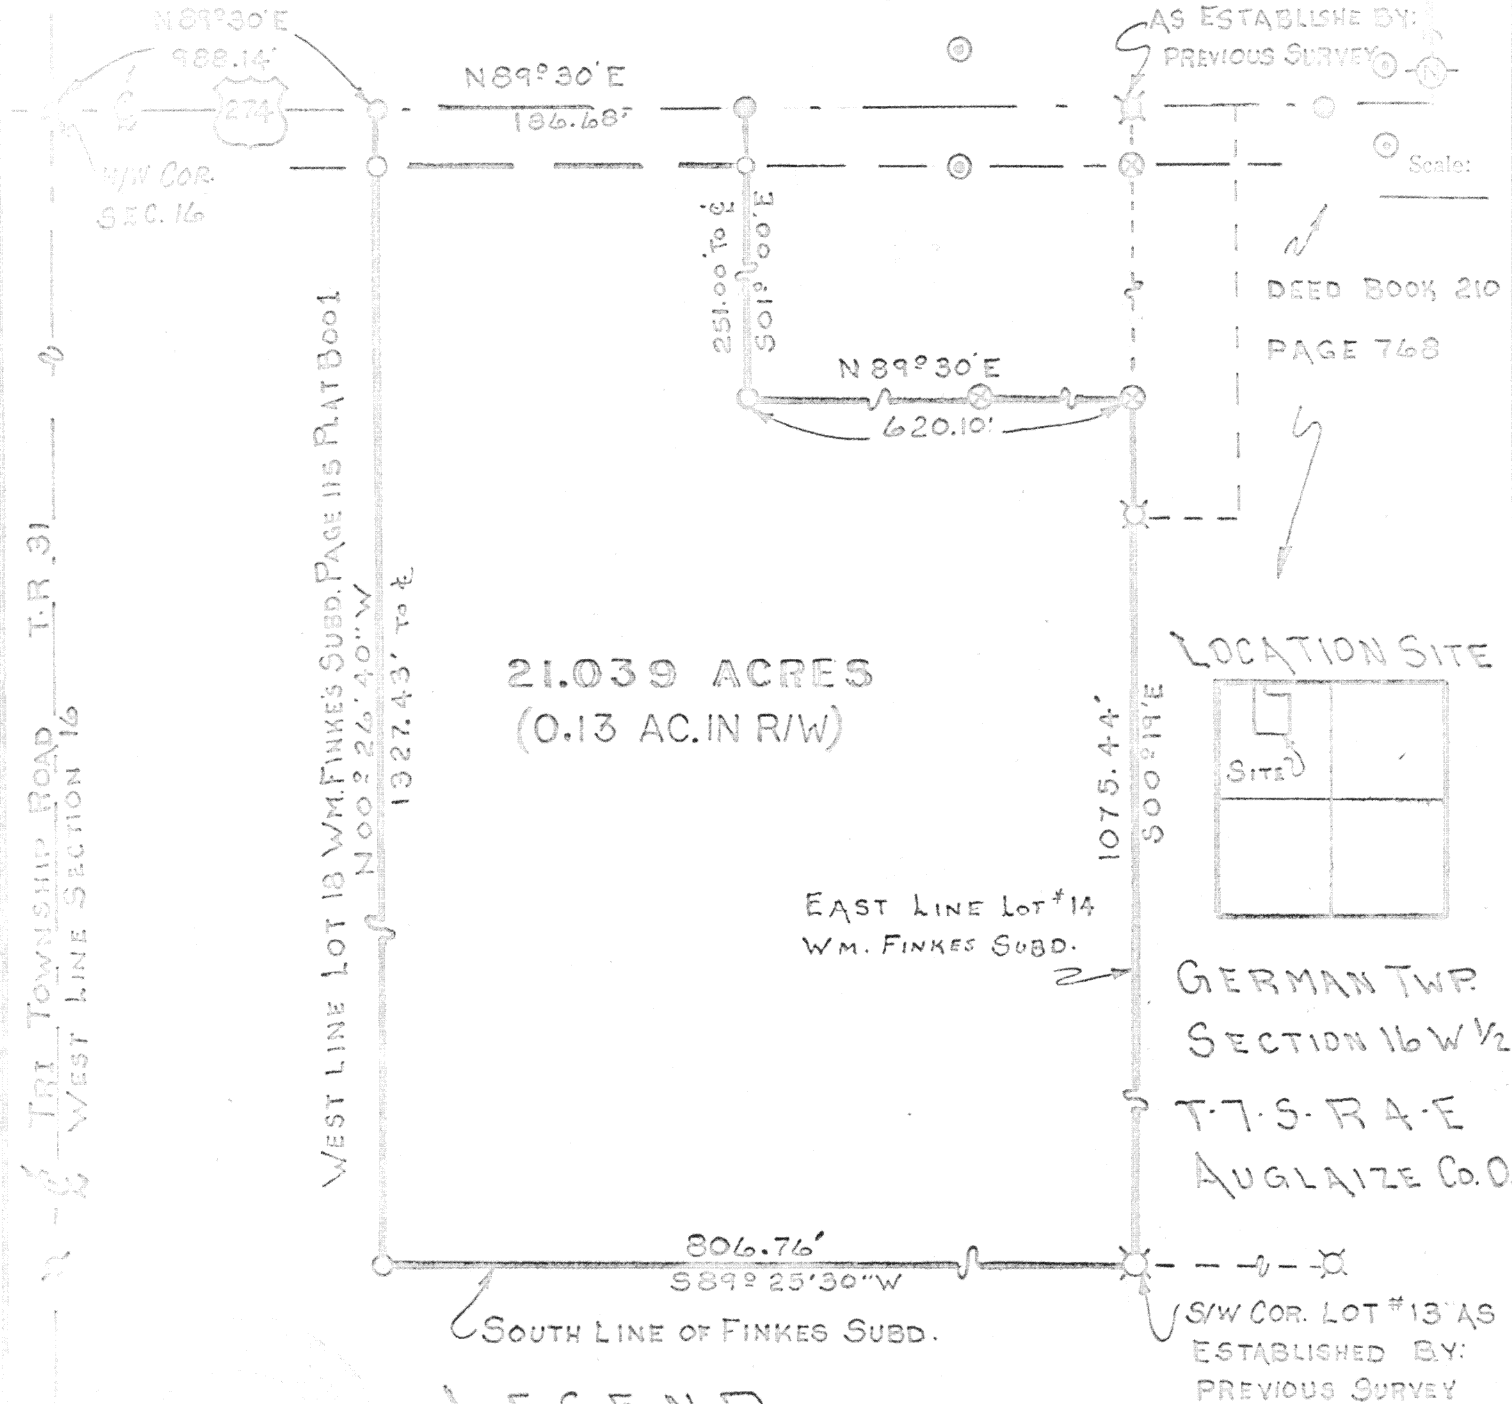 N89°30'E
988.14'
274
N/W COR.
SEC. 16
N89°30'E
186.68'
AS ESTABLISHE BY:
PREVIOUS SURVEY
N
Scale:
DEED BOOK 210
PAGE 768
251.00' TO ℄
S01°00'E
N89°30'E
620.10'
TRI TOWNSHIP ROAD T.R. 31
WEST LINE SECTION 16
WEST LINE LOT 18 WM. FINKES SUBD. PAGE 115 PLAT BOO1
N00°26'40"W
1327.43' TO ℄
21.039 ACRES
(0.13 AC. IN R/W)
1075.44'
S00°19'E
EAST LINE LOT #14
WM. FINKES SUBD.
LOCATION SITE
SITE
GERMAN TWP.
SECTION 16 W ½
T-7-S- R 4-E
AUGLAIZE CO. O.
806.76'
S89°25'30"W
SOUTH LINE OF FINKES SUBD.
S/W COR. LOT #13 AS
ESTABLISHED BY:
PREVIOUS SURVEY
LEGEND